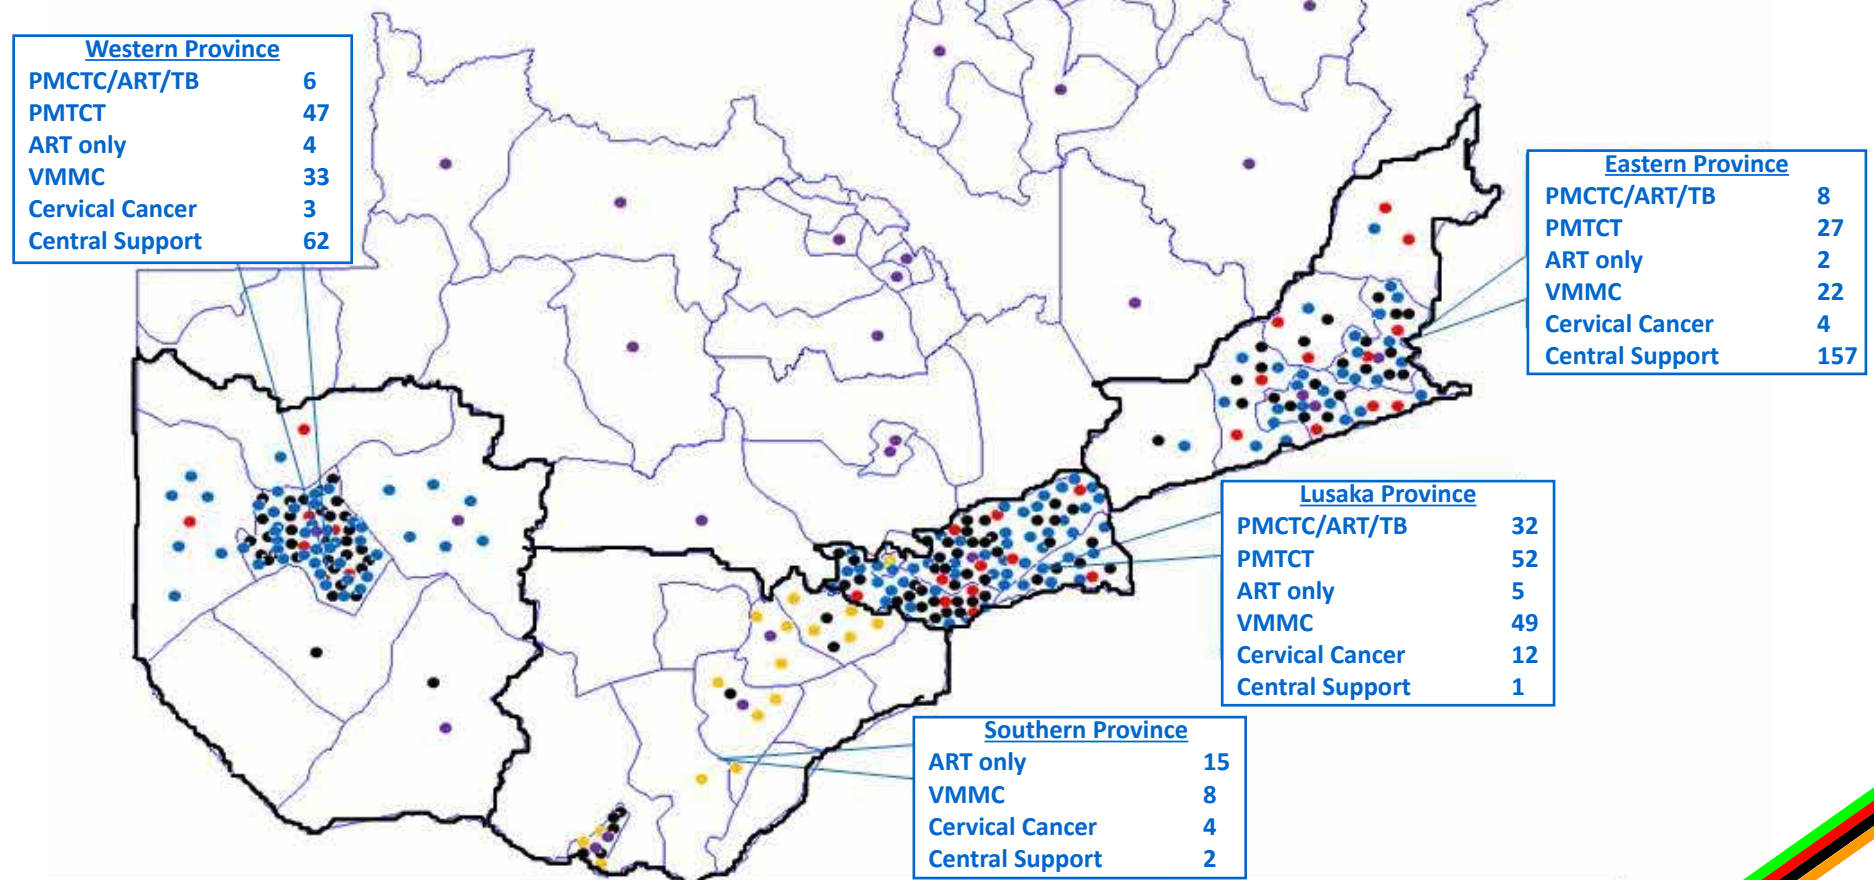 Western Province
PMCTC/ART/TB 6
PMTCT 47
ART only 4
VMMC 33
Cervical Cancer 3
Central Support 62
Eastern Province
PMCTC/ART/TB 8
PMTCT 27
ART only 2
VMMC 22
Cervical Cancer 4
Central Support 157
Lusaka Province
PMCTC/ART/TB 32
PMTCT 52
ART only 5
VMMC 49
Cervical Cancer 12
Central Support 1
Southern Province
ART only 15
VMMC 8
Cervical Cancer 4
Central Support 2